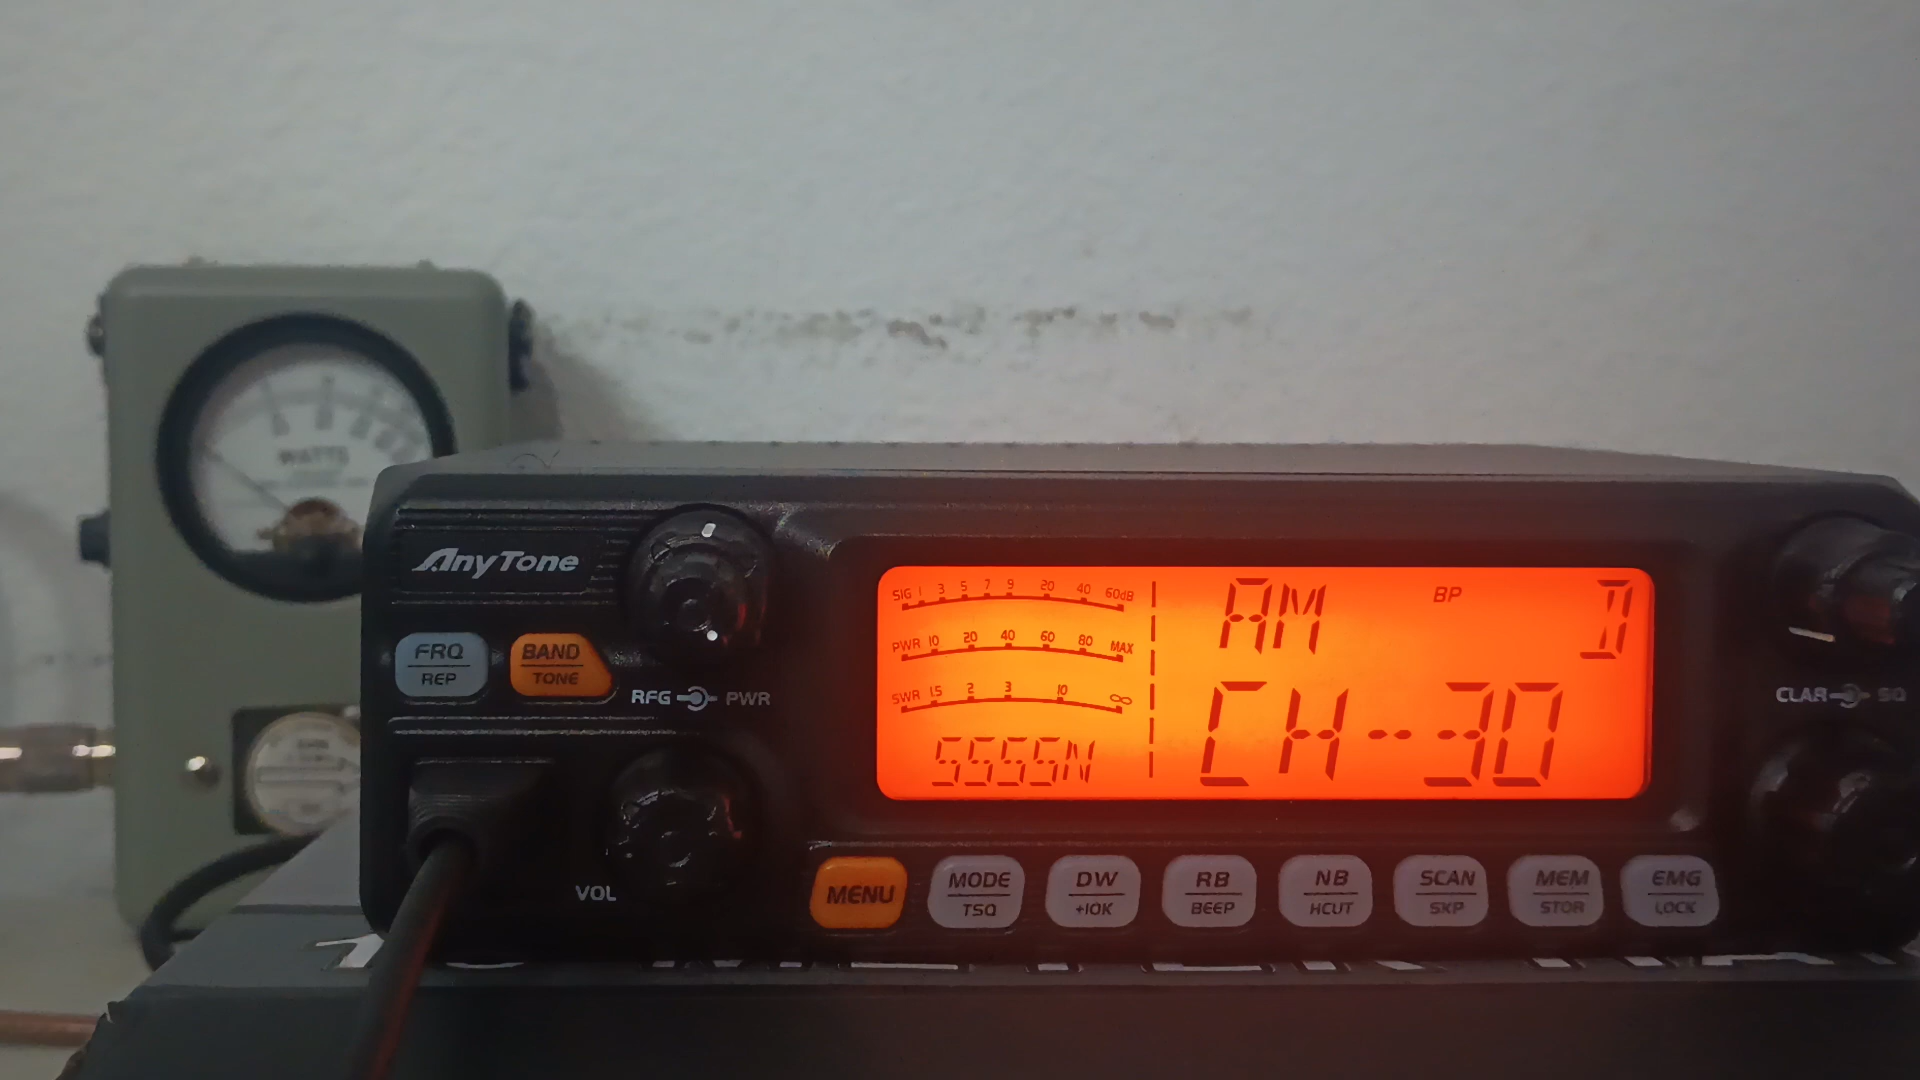 WATTS
AnyTone
FRQ
REP
BAND
TONE
RFG PWR
VOL
SIG 1 3 5 7 9 20 40 60dB
PWR 10 20 40 60 80 MAX
SWR 1.5 2 3 10 ∞
5555N
AM BP D
CH-30
CLAR SQ
MENU
MODE
TSQ
DW
+10K
RB
BEEP
NB
HCUT
SCAN
SKP
MEM
STOR
EMG
LOCK